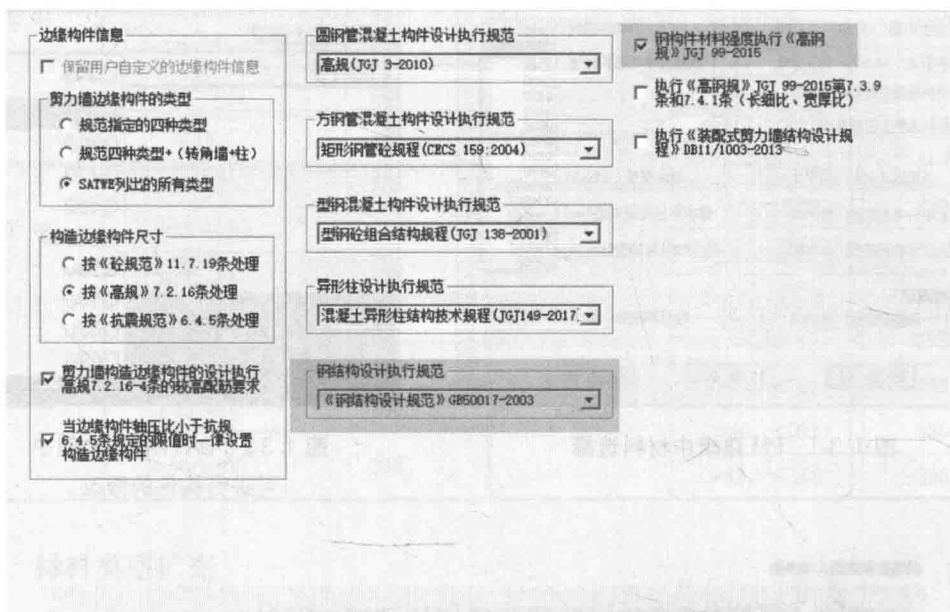 边缘构件信息
保留用户自定义的边缘构件信息
剪力墙边缘构件的类型
规范指定的四种类型
规范四种类型+(转角墙+柱)
SATWE列出的所有类型
构造边缘构件尺寸
按《砼规范》11.7.19条处理
按《高规》7.2.16条处理
按《抗震规范》6.4.5条处理
剪力墙构造边缘构件的设计执行
高规7.2.16-4条的较高配筋要求
当边缘构件轴压比小于抗规
6.4.5条规定的限值时一律设置
构造边缘构件
圆钢管混凝土构件设计执行规范
高规(JGJ 3-2010)
方钢管混凝土构件设计执行规范
矩形钢管砼规程(CECS 159:2004)
型钢混凝土构件设计执行规范
型钢砼组合结构规程(JGJ 138-2001)
异形柱设计执行规范
混凝土异形柱结构技术规程(JGJ149-2017
钢结构设计执行规范
《钢结构设计规范》GB50017-2003
钢构件材料强度执行《高钢
规》JGJ 99-2015
执行《高钢规》JGJ 99-2015第7.3.9
条和7.4.1条(长细比、宽厚比)
执行《装配式剪力墙结构设计规
程》DB11/1003-2013